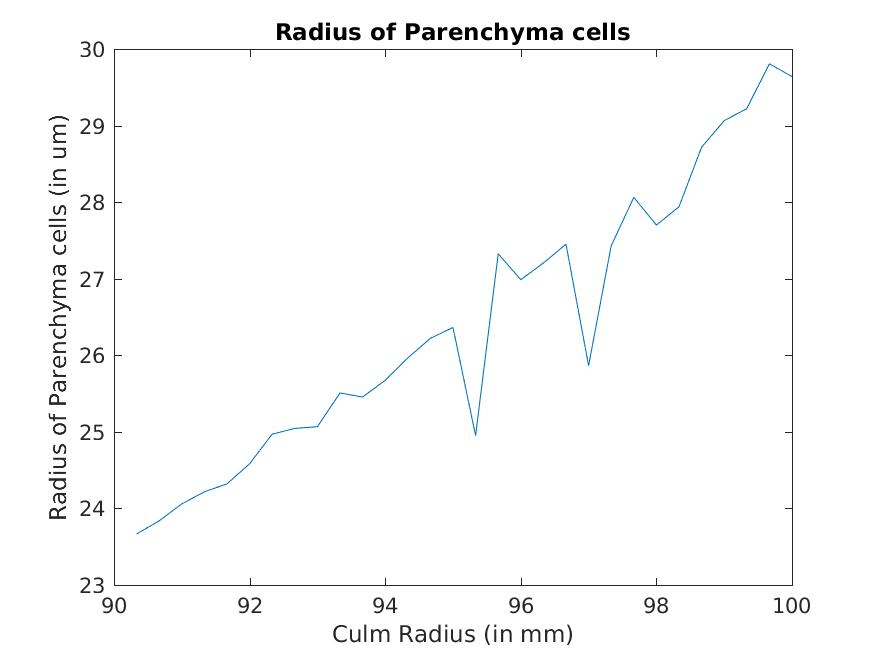 Radius of Parenchyma cells
30
29
28
27
26
25
24
23
Radius of Parenchyma cells (in um)
90 92 94 96 98 100
Culm Radius (in mm)